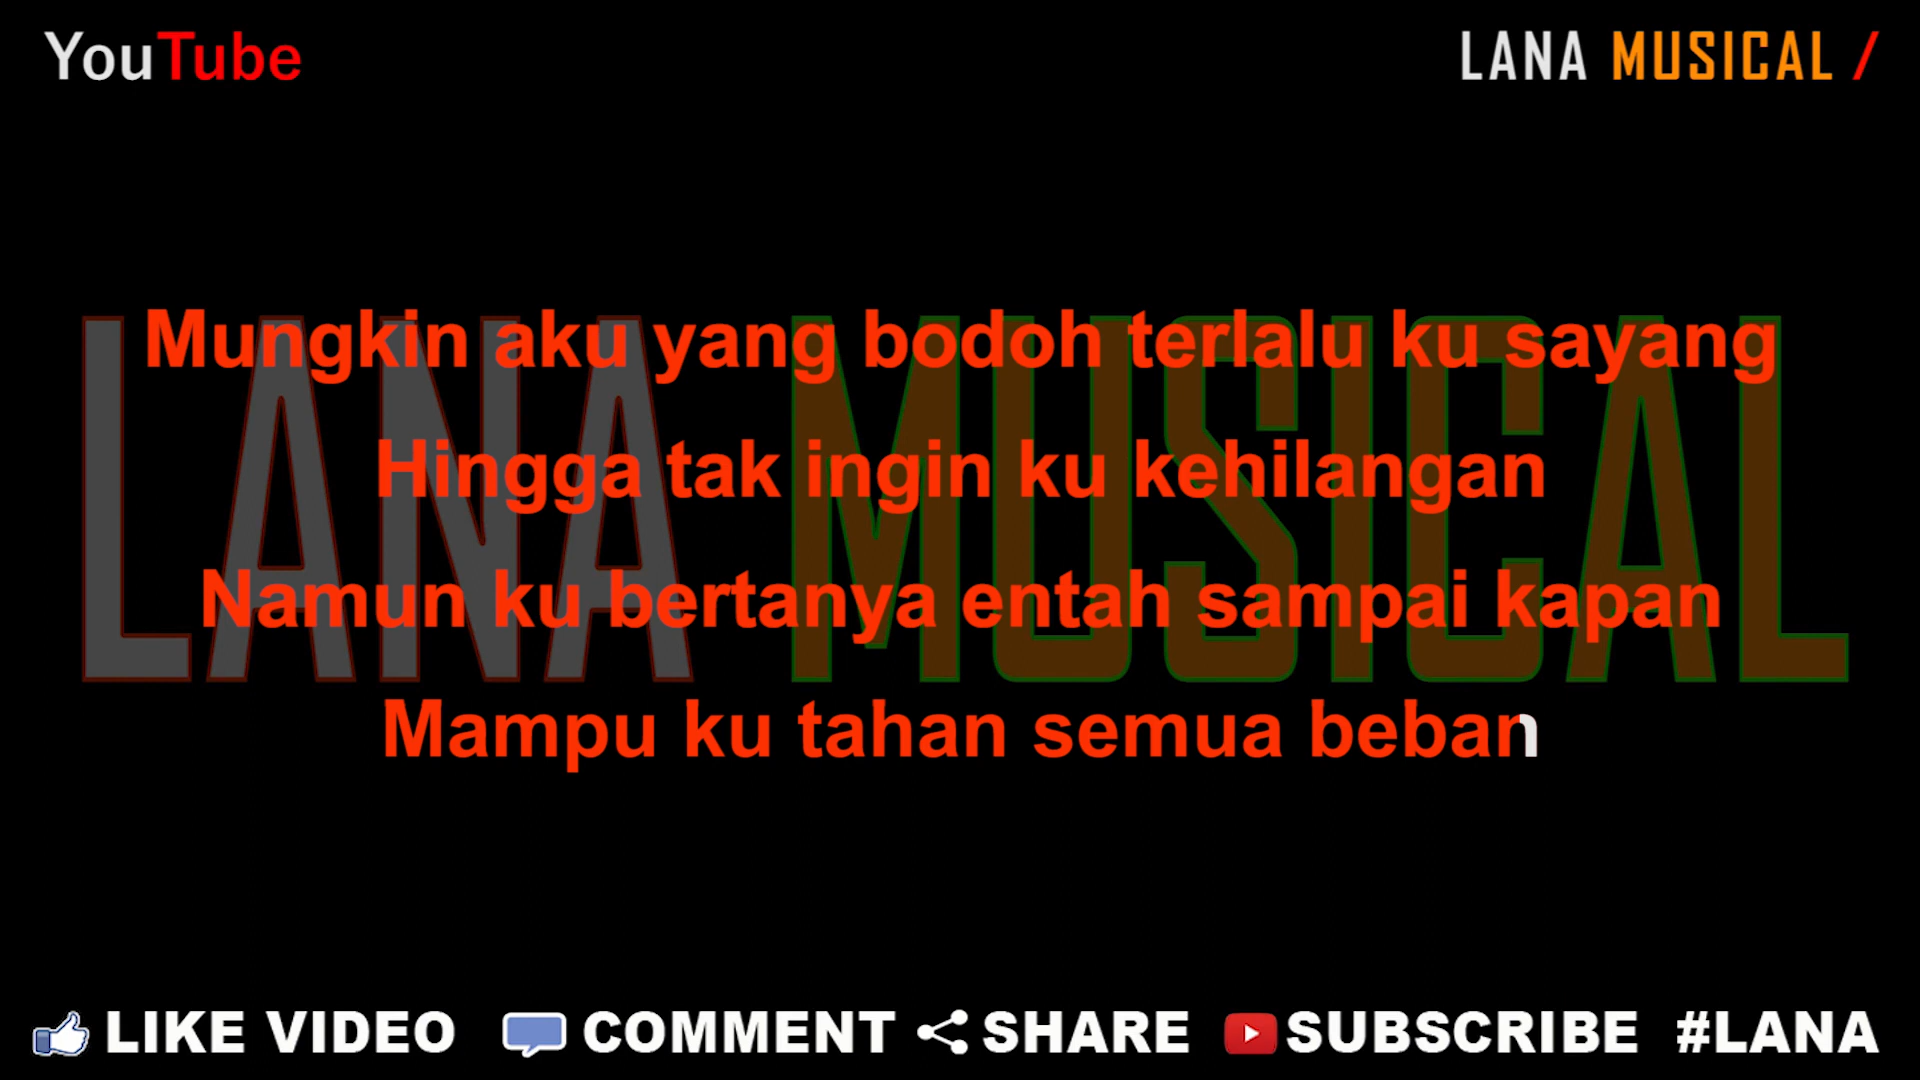 YouTube
LANA MUSICAL /
LANA MUSICAL
Mungkin aku yang bodoh terlalu ku sayang
Hingga tak ingin ku kehilangan
Namun ku bertanya entah sampai kapan
Mampu ku tahan semua beban
LIKE VIDEO COMMENT SHARE SUBSCRIBE #LANA